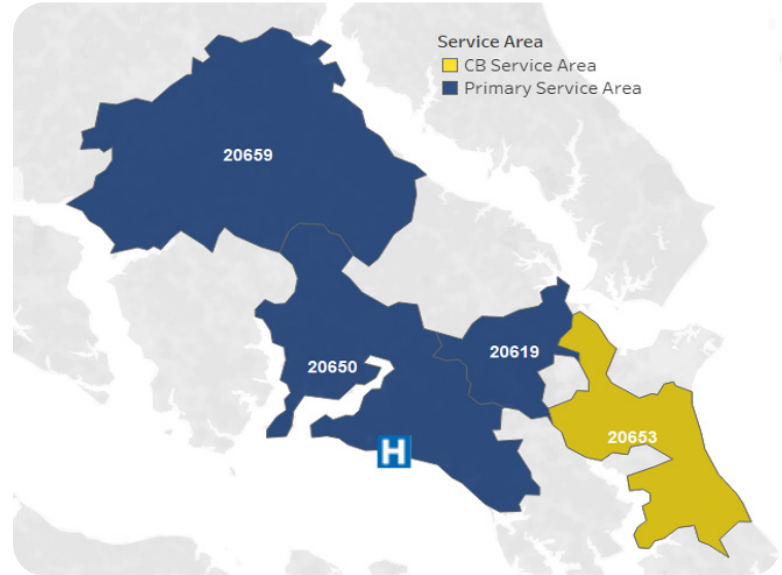 Service Area
CB Service Area
Primary Service Area
20659
20619
20650
20653
H